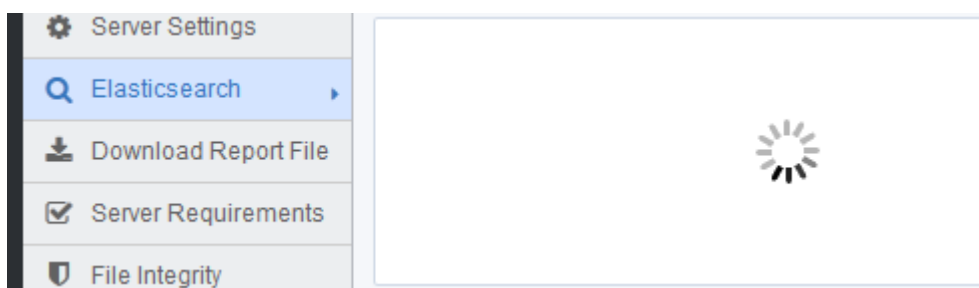 Server Settings
Elasticsearch
Download Report File
Server Requirements
File Integrity